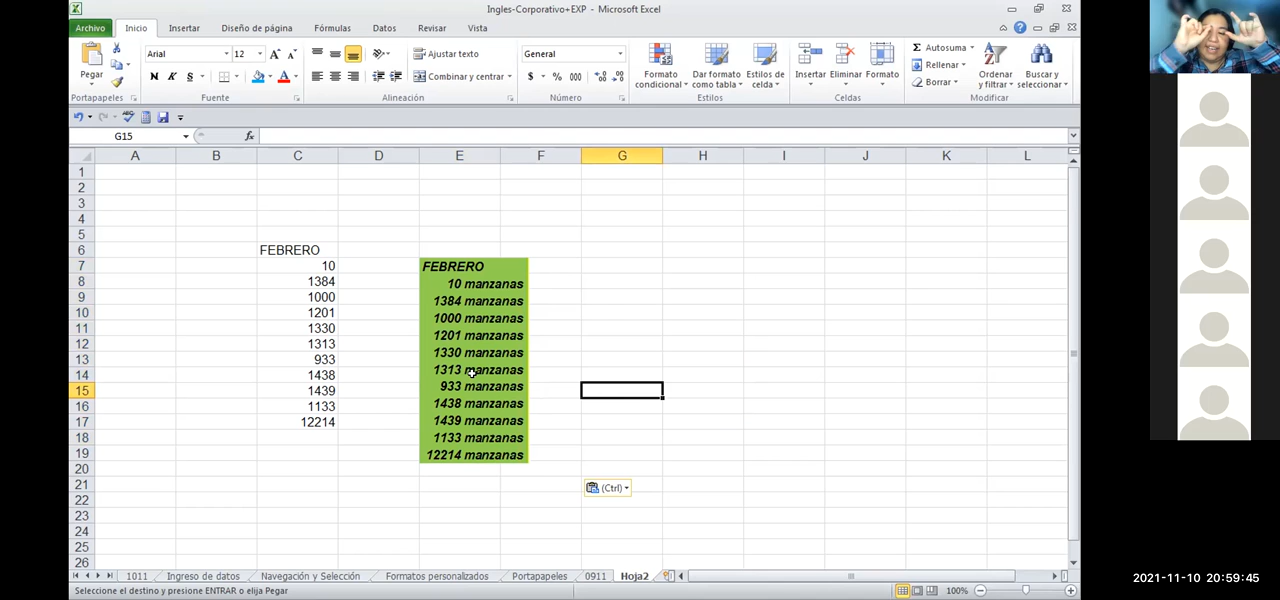 Ingles-Corporativo+EXP - Microsoft Excel
Archivo Inicio Insertar Diseño de página Fórmulas Datos Revisar Vista
Pegar
Portapapeles
Arial 12
N K S
Fuente
Ajustar texto
Combinar y centrar
Alineación
General
$ % 000
Número
Formato condicional
Dar formato como tabla
Estilos de celda
Estilos
Insertar Eliminar Formato
Celdas
Σ Autosuma
Rellenar
Borrar
Ordenar y filtrar
Buscar y seleccionar
Modificar
G15 fx
A B C D E F G H I J K L
1
2
3
4
5
6 FEBRERO
7 10 FEBRERO
8 1384 10 manzanas
9 1000 1384 manzanas
10 1201 1000 manzanas
11 1330 1201 manzanas
12 1313 1330 manzanas
13 933 1313 manzanas
14 1438 933 manzanas
15 1439 1438 manzanas
16 1133 1439 manzanas
17 12214 1133 manzanas
18
19 12214 manzanas
20
21 (Ctrl)
22
23
24
25
26
1011 Ingreso de datos Navegación y Selección Formatos personalizados Portapapeles 0911 Hoja2
Seleccione el destino y presione ENTRAR o elija Pegar 100%
2021-11-10 20:59:45